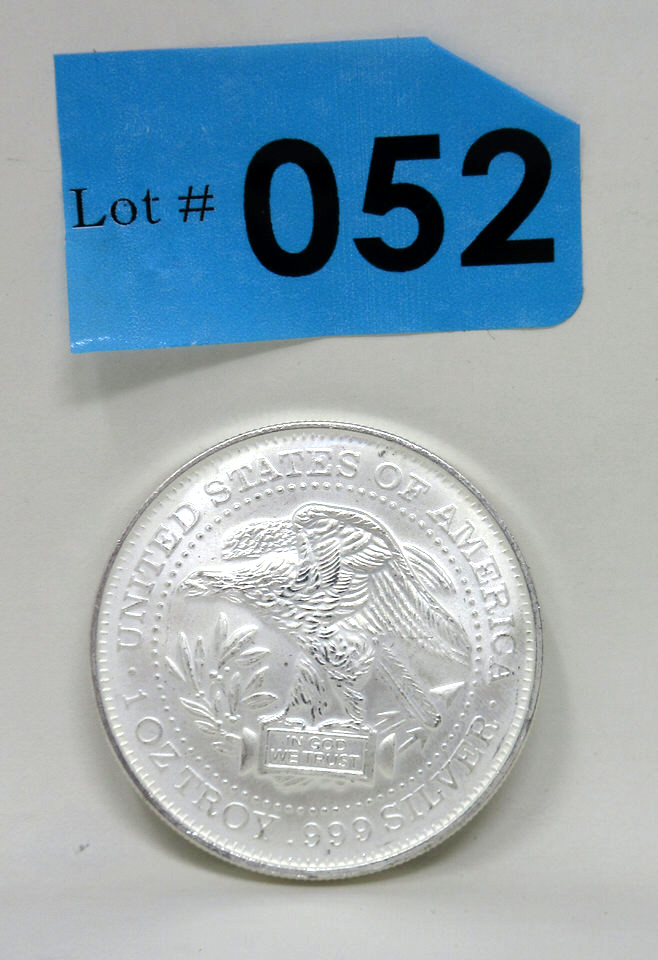 Lot # 052
UNITED STATES OF AMERICA
IN GOD
WE TRUST
1 OZ TROY .999 SILVER